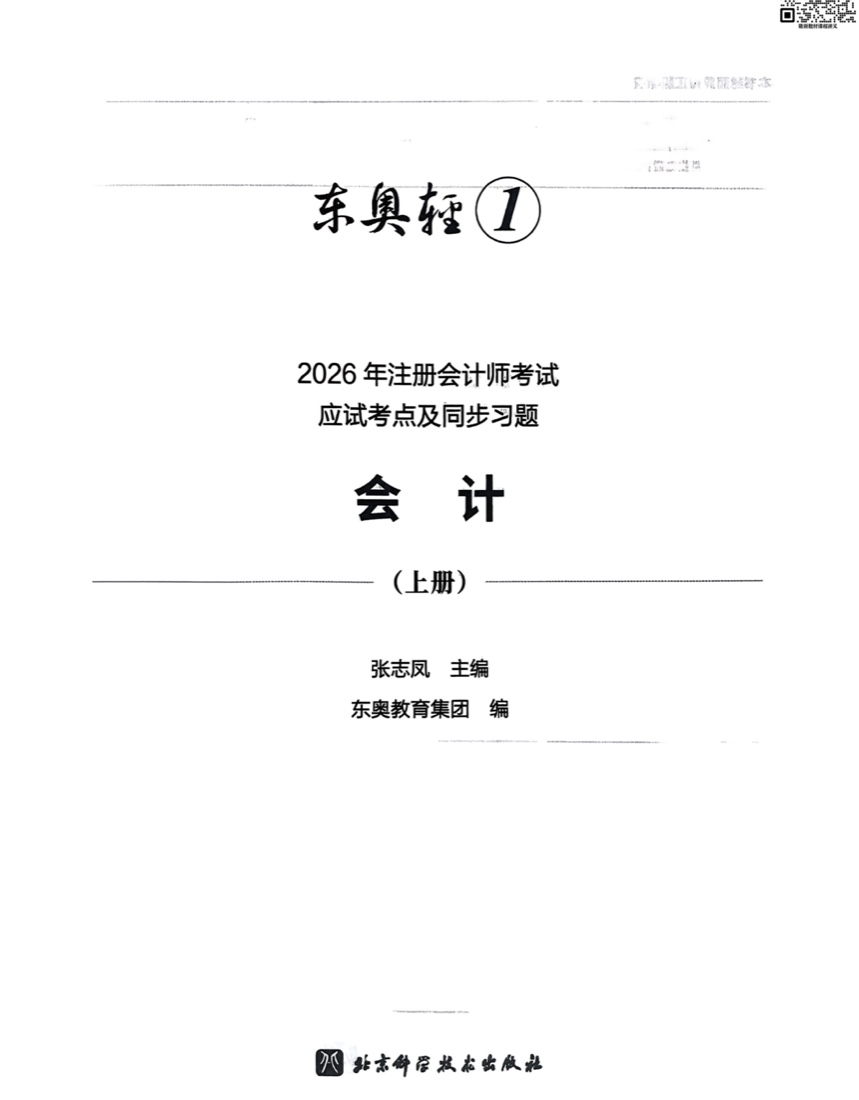 东奥輕①
2026年注册会计师考试
应试考点及同步习题
会 计
（上册）
张志凤 主编
东奥教育集团 编
北京科学技术出版社